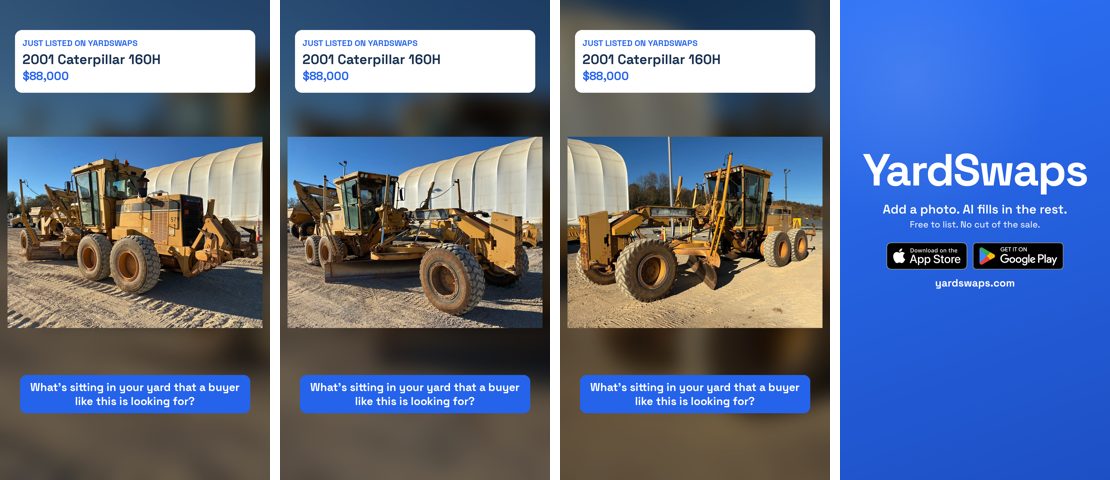 JUST LISTED ON YARDSWAPS
2001 Caterpillar 160H
$88,000
What's sitting in your yard that a buyer
like this is looking for?
JUST LISTED ON YARDSWAPS
2001 Caterpillar 160H
$88,000
What's sitting in your yard that a buyer
like this is looking for?
JUST LISTED ON YARDSWAPS
2001 Caterpillar 160H
$88,000
What's sitting in your yard that a buyer
like this is looking for?
YardSwaps
Add a photo. AI fills in the rest.
Free to list. No cut of the sale.
Download on the
App Store
GET IT ON
Google Play
yardswaps.com